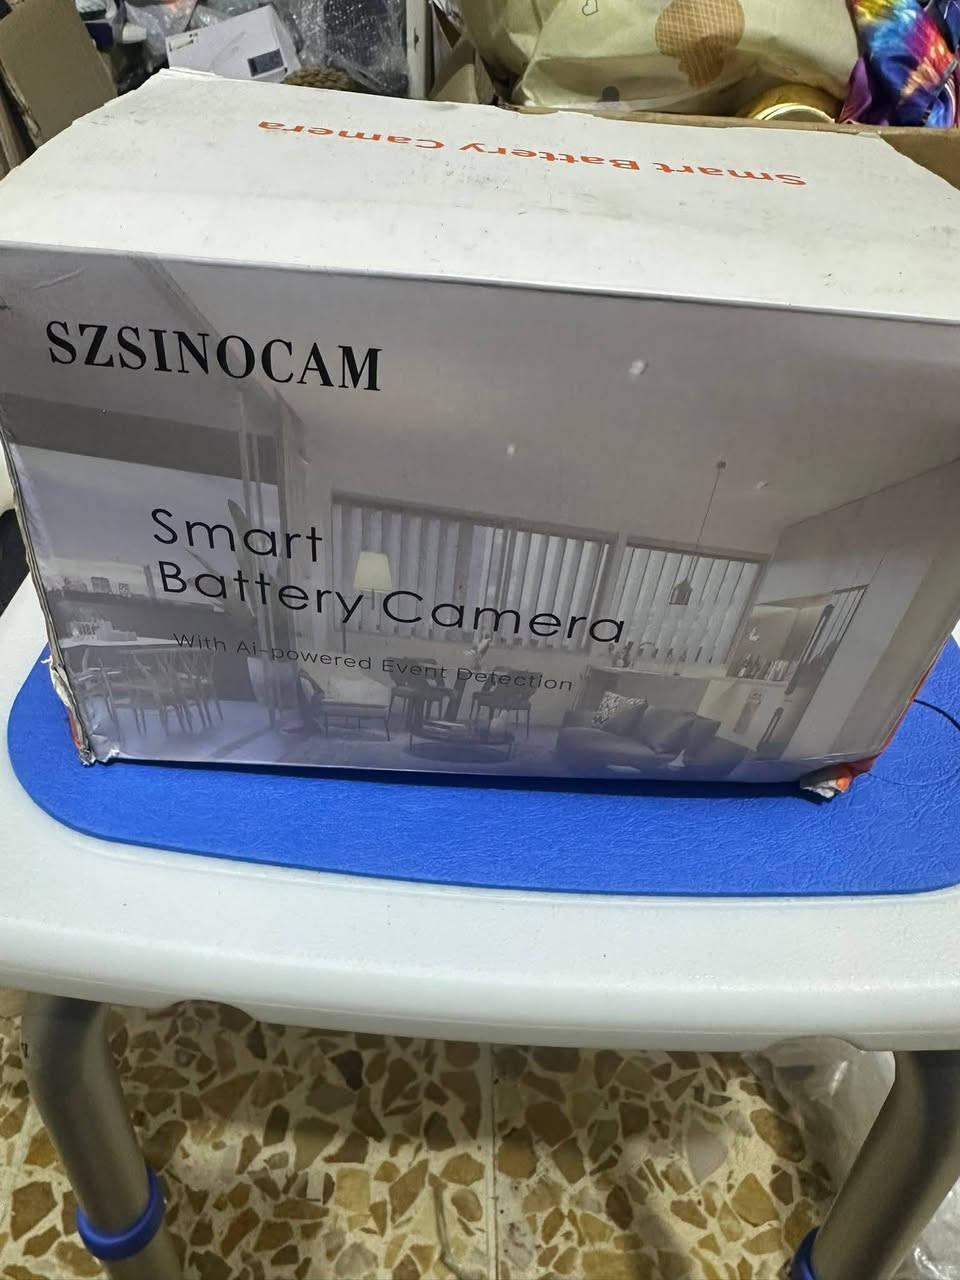 Smart Battery Camera
SZSINOCAM
Smart
Battery Camera
With Ai-powered Event Detection